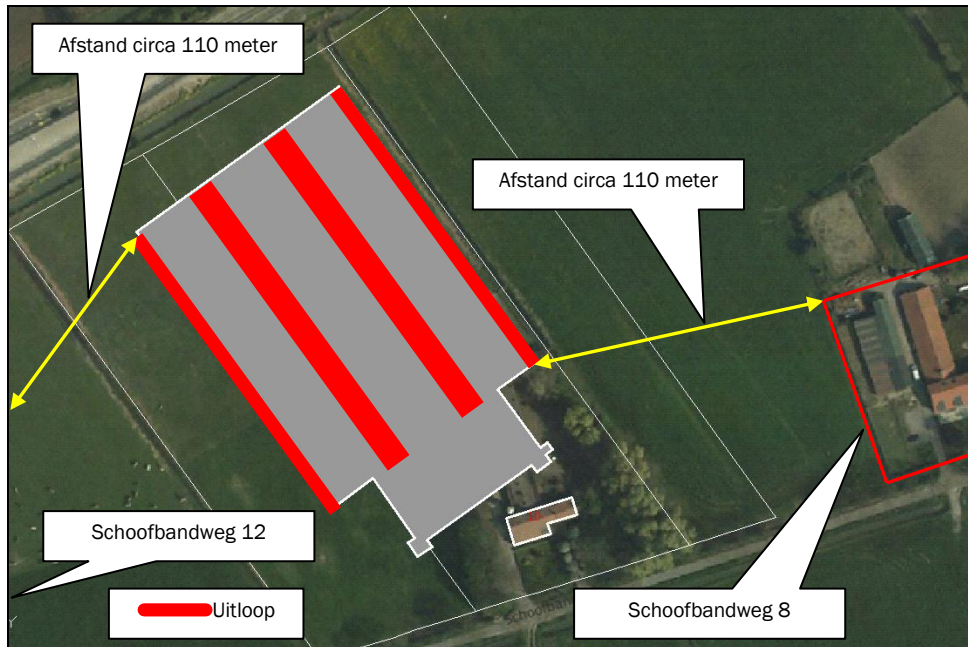 Afstand circa 110 meter
Afstand circa 110 meter
Schoofbandweg 12
Uitloop
Schoofbandweg 8